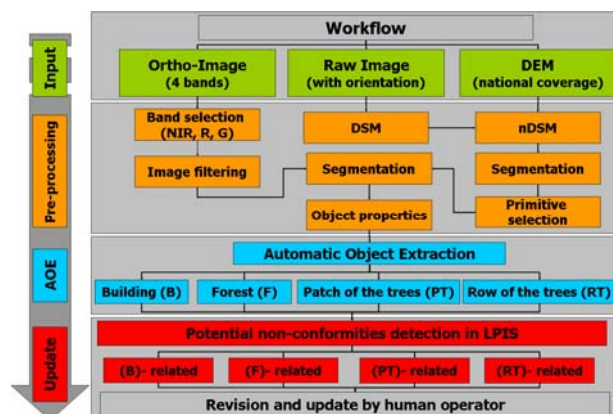 Workflow
Input
Ortho-Image
(4 bands)
Raw Image
(with orientation)
DEM
(national coverage)
Pre-processing
Band selection
(NIR, R, G)
DSM
nDSM
Image filtering
Segmentation
Segmentation
Object properties
Primitive
selection
AOE
Automatic Object Extraction
Building (B)
Forest (F)
Patch of the trees (PT)
Row of the trees (RT)
Update
Potential non-conformities detection in LPIS
(B)- related
(F)- related
(PT)- related
(RT)- related
Revision and update by human operator